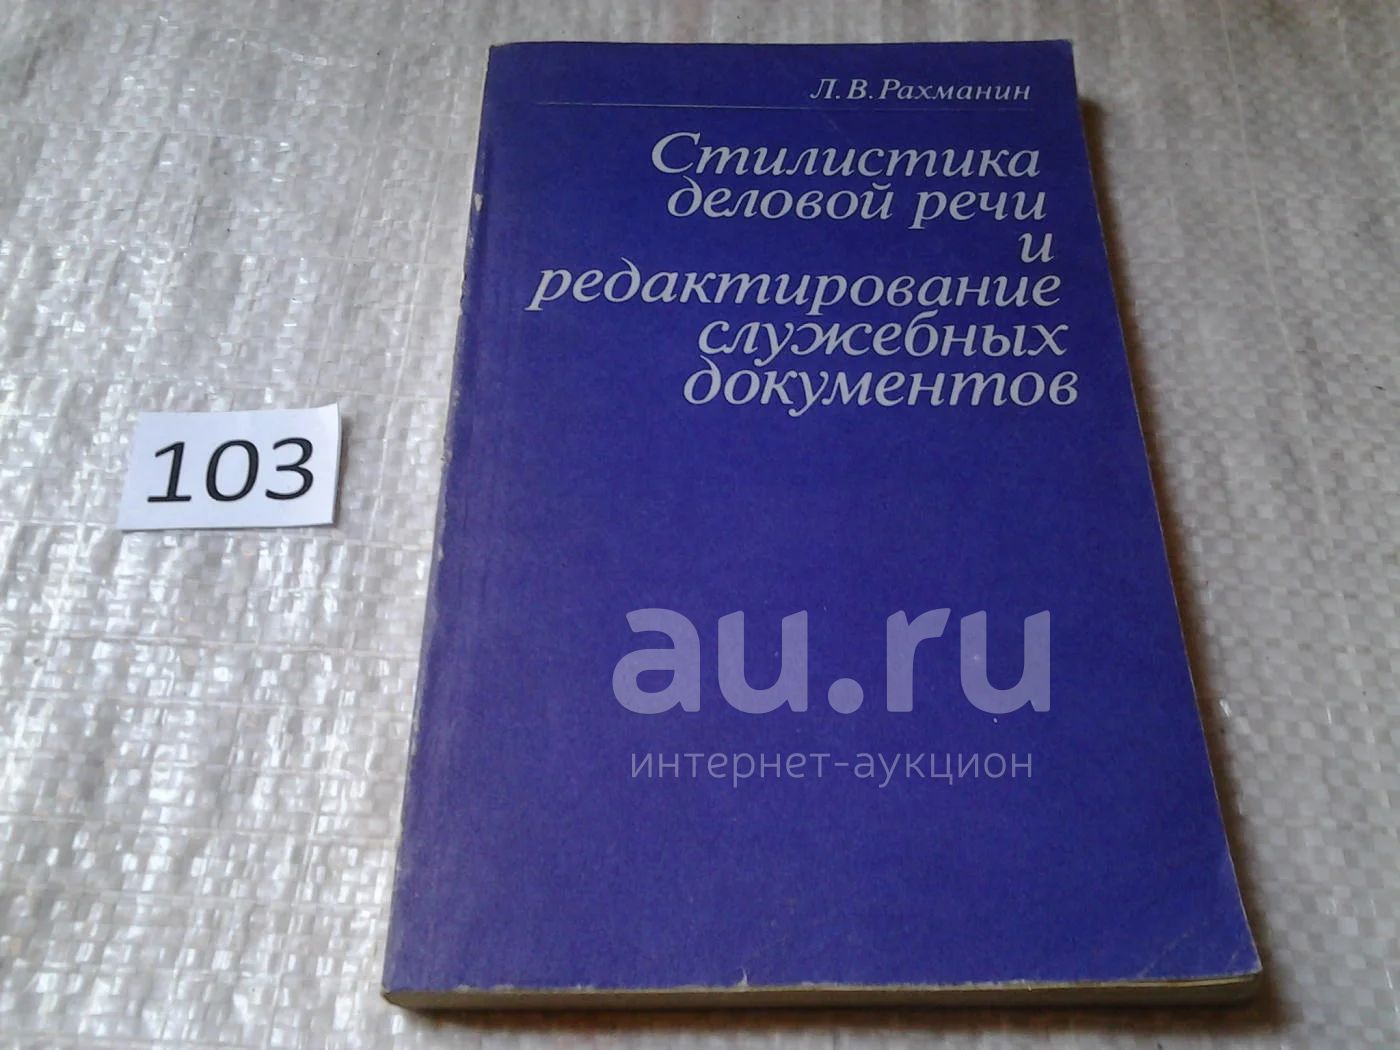 Л. В. Рахманин
Стилистика
деловой речи
и
редактирование
служебных
документов
103
au.ru
интернет-аукцион